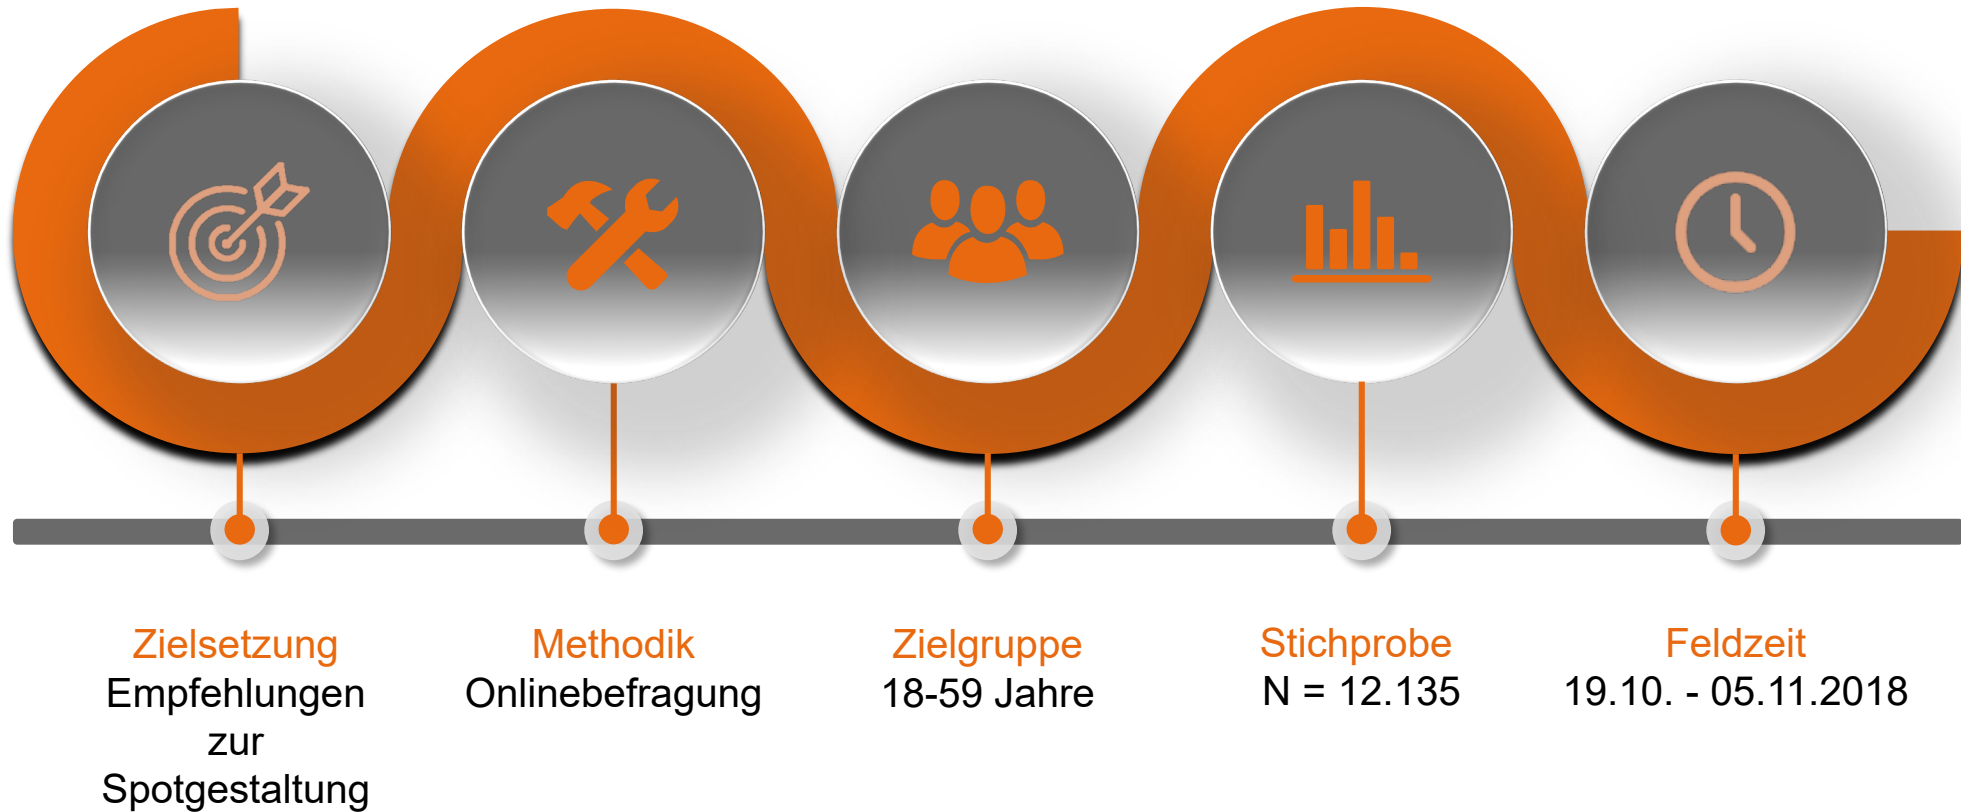 Zielsetzung
Empfehlungen
zur
Spotgestaltung
Methodik
Onlinebefragung
Zielgruppe
18-59 Jahre
Stichprobe
N = 12.135
Feldzeit
19.10. - 05.11.2018